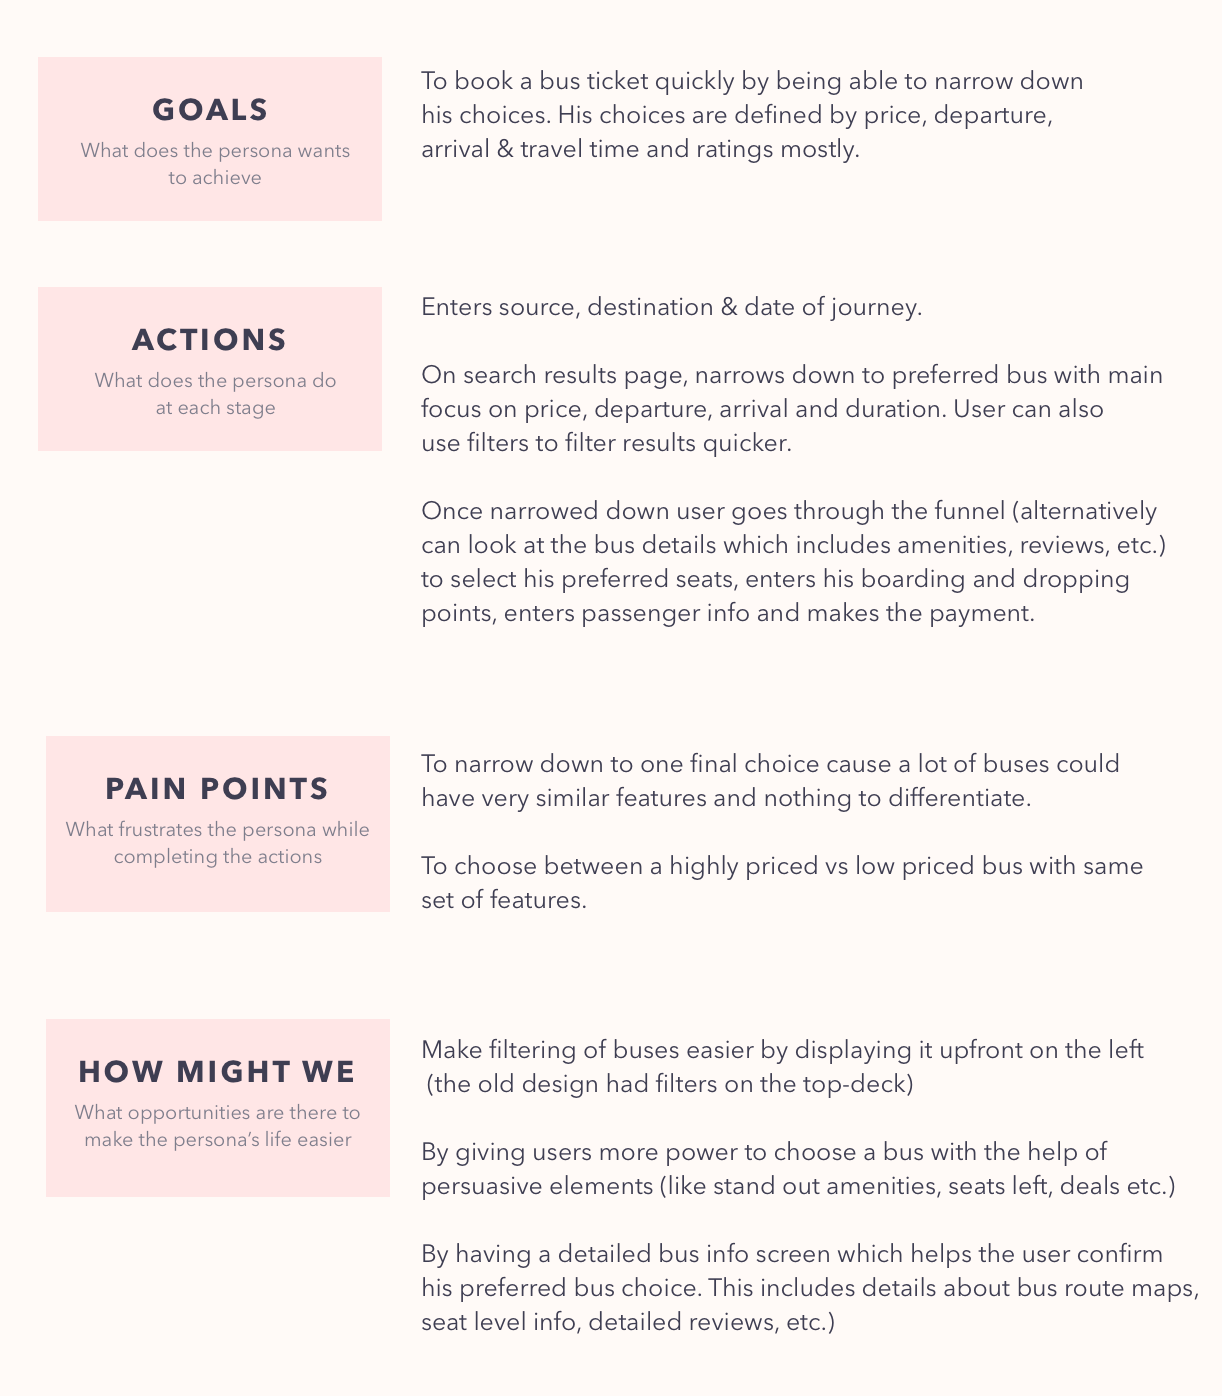 GOALS
What does the persona wants
to achieve
To book a bus ticket quickly by being able to narrow down
his choices. His choices are defined by price, departure,
arrival & travel time and ratings mostly.
ACTIONS
What does the persona do
at each stage
Enters source, destination & date of journey.
On search results page, narrows down to preferred bus with main
focus on price, departure, arrival and duration. User can also
use filters to filter results quicker.
Once narrowed down user goes through the funnel (alternatively
can look at the bus details which includes amenities, reviews, etc.)
to select his preferred seats, enters his boarding and dropping
points, enters passenger info and makes the payment.
PAIN POINTS
What frustrates the persona while
completing the actions
To narrow down to one final choice cause a lot of buses could
have very similar features and nothing to differentiate.
To choose between a highly priced vs low priced bus with same
set of features.
HOW MIGHT WE
What opportunities are there to
make the persona’s life easier
Make filtering of buses easier by displaying it upfront on the left
(the old design had filters on the top-deck)
By giving users more power to choose a bus with the help of
persuasive elements (like stand out amenities, seats left, deals etc.)
By having a detailed bus info screen which helps the user confirm
his preferred bus choice. This includes details about bus route maps,
seat level info, detailed reviews, etc.)